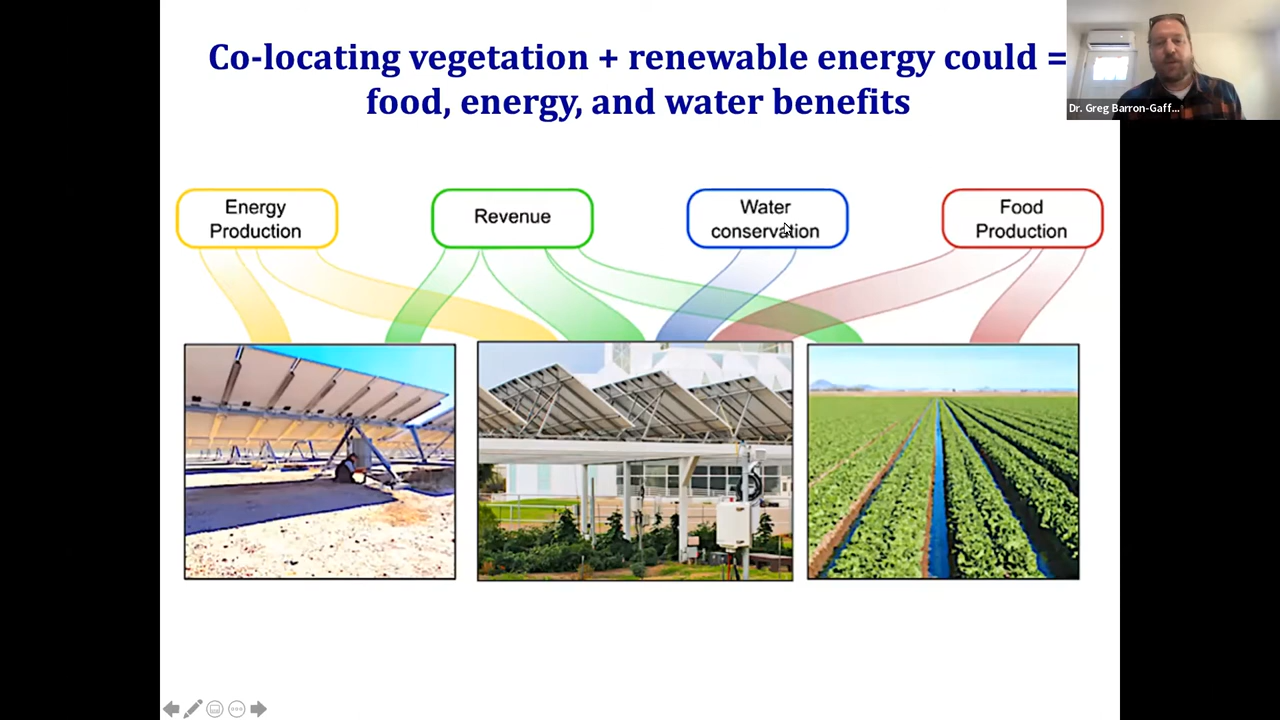 Co-locating vegetation + renewable energy could =
food, energy, and water benefits
Dr. Greg Barron-Gaff...
Energy
Production
Revenue
Water
conservation
Food
Production